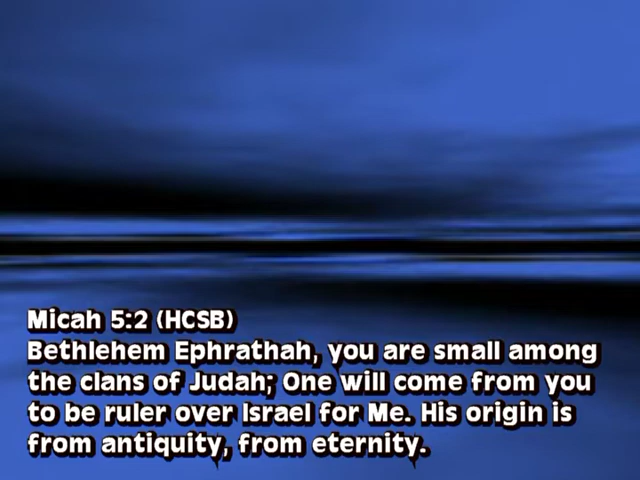 Micah 5:2 (HCSB)
Bethlehem Ephrathah, you are small among
the clans of Judah; One will come from you
to be ruler over Israel for Me. His origin is
from antiquity, from eternity.